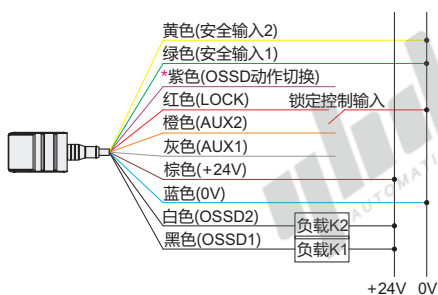 黄色(安全输入2)
绿色(安全输入1)
*紫色(OSSD动作切换)
红色(LOCK) 锁定控制输入
橙色(AUX2)
灰色(AUX1)
棕色(+24V)
蓝色(0V)
白色(OSSD2) 负载K2
黑色(OSSD1) 负载K1
+24V 0V